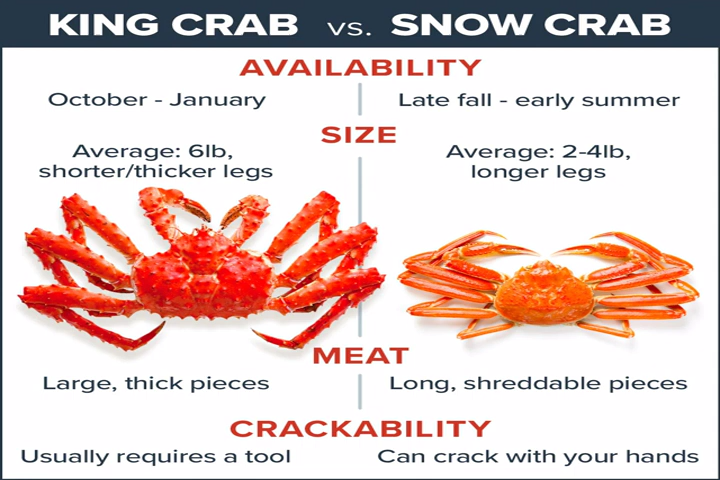 KING CRAB vs. SNOW CRAB
AVAILABILITY
October - January
Late fall - early summer
SIZE
Average: 6lb,
shorter/thicker legs
Average: 2-4lb,
longer legs
MEAT
Large, thick pieces
Long, shreddable pieces
CRACKABILITY
Usually requires a tool
Can crack with your hands